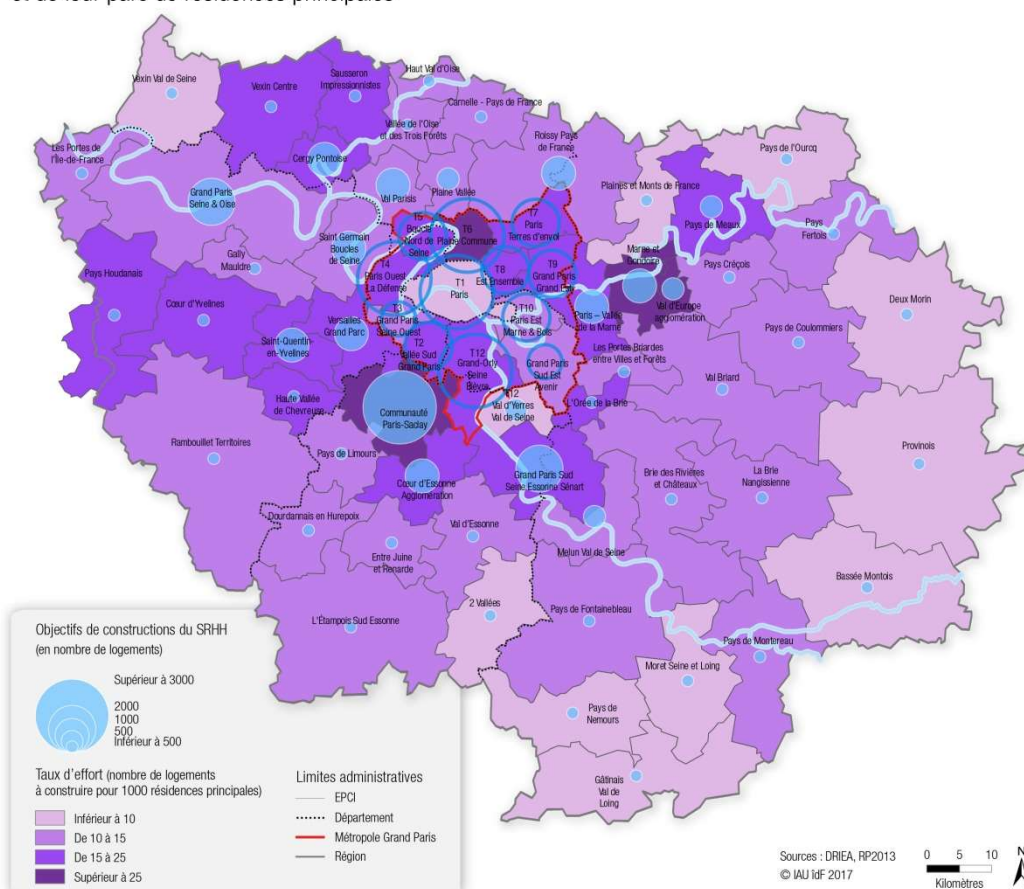 et de leur parc de résidences principales
Vexin Val de Seine
Vexin Centre
Sausseron
Impressionnistes
Haut Val d'Oise
Carnelle - Pays de France
Vallée de l'Oise
et des Trois Forêts
Roissy Pays
de France
Les Portes de
l'Île-de-France
Cergy Pontoise
Grand Paris
Seine & Oise
Val Parisis
Plaine Vallée
Pays de l'Ourcq
Plaines et Monts de France
Pays de Meaux
Pays
Fertois
T5
Boucle
Nord de
Seine
T6
Plaine Commune
T7
Paris
Terres d'envol
Saint Germain
Boucles
de Seine
Gally
Mauldre
T4
Paris Ouest
La Défense
T1
Paris
T8
Est Ensemble
T9
Grand Paris
Grand Est
Marne et
Gondoire
Val d'Europe
agglomération
Pays Créçois
Pays Houdanais
Cœur d'Yvelines
Deux Morin
Versailles
Grand Parc
T3
Grand Paris
Seine Ouest
T10
Paris Est
Marne & Bois
Paris – Vallée
de la Marne
Pays de Coulommiers
Saint-Quentin-
en-Yvelines
T2
Vallée Sud
Grand Paris
T12
Grand-Orly
Seine
Bièvre
Grand Paris
Sud Est
Avenir
Les Portes Briardes
entre Villes et Forêts
Val Briard
Haute Vallée
de Chevreuse
Communauté
Paris-Saclay
T12
Val d'Yerres
Val de Seine
L'Orée de la Brie
Rambouillet Territoires
Pays de Limours
Provinois
Cœur d'Essonne
Agglomération
Grand Paris Sud
Seine Essonne Sénart
Brie des Rivières
et Châteaux
La Brie
Nangissienne
Dourdannais en Hurepoix
Val d'Essonne
Entre Juine
et Renarde
Melun Val de Seine
Bassée Montois
2 Vallées
L'Étampois Sud Essonne
Pays de Fontainebleau
Pays de Montereau
Moret Seine et Loing
Pays de
Nemours
Gâtinais
Val de
Loing
Objectifs de constructions du SRHH
(en nombre de logements)
Supérieur à 3000
2000
1000
500
Inférieur à 500
Taux d'effort (nombre de logements
à construire pour 1000 résidences principales)
Inférieur à 10
De 10 à 15
De 15 à 25
Supérieur à 25
Limites administratives
EPCI
Département
Métropole Grand Paris
Région
Sources : DRIEA, RP2013
© IAU îdF 2017
0 5 10
Kilomètres
N